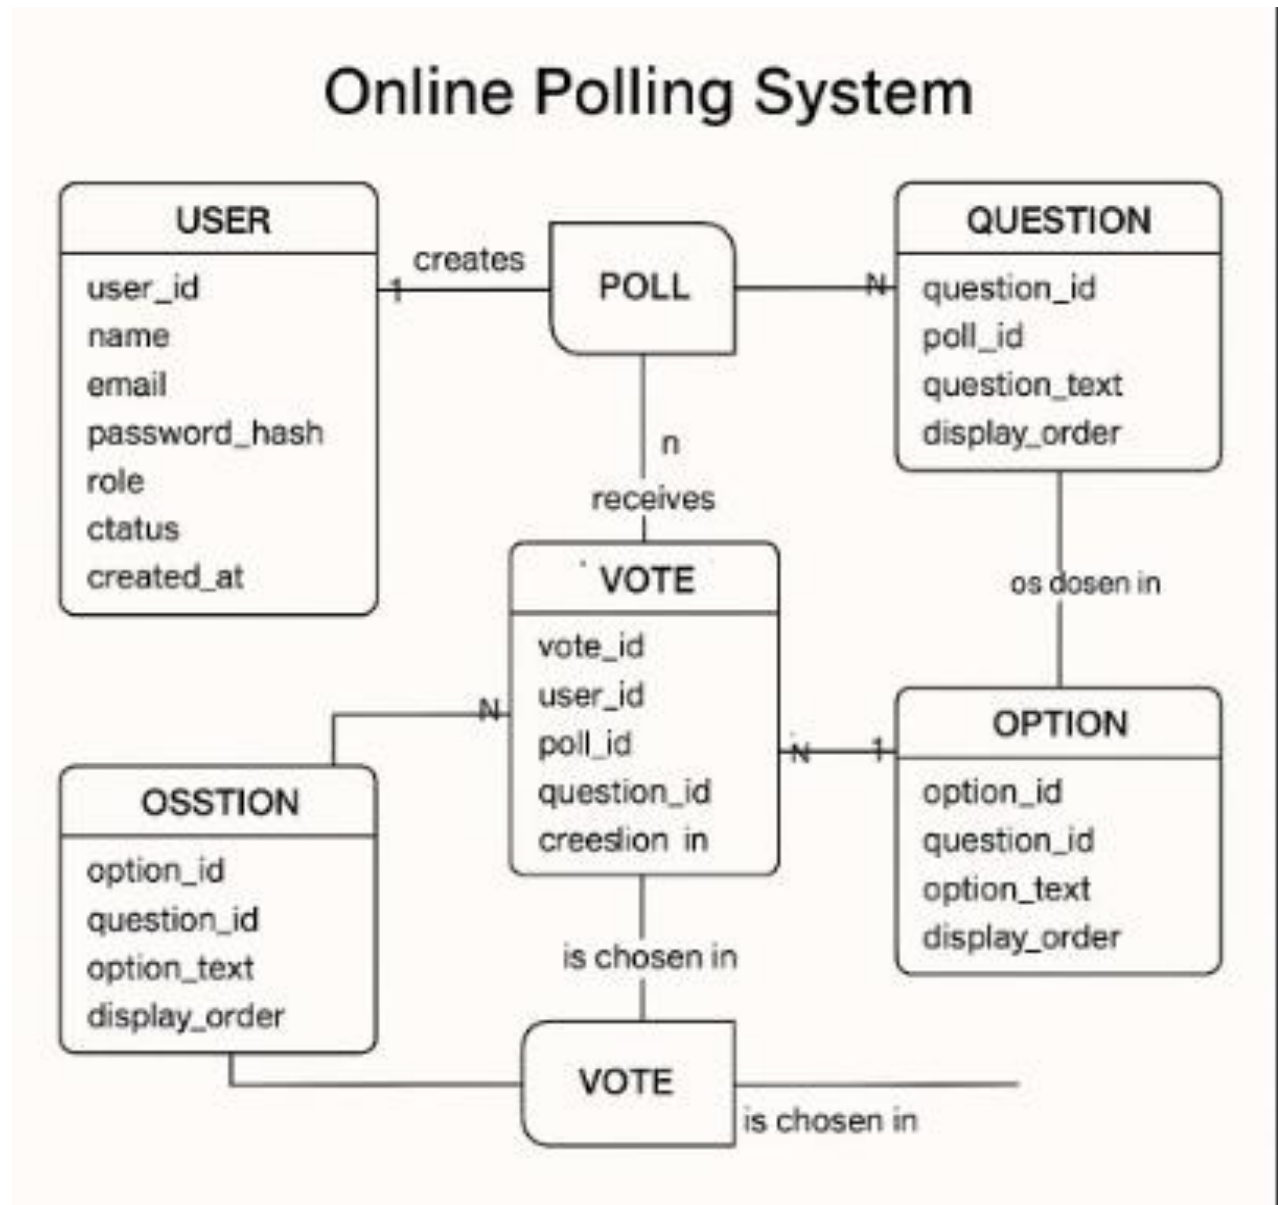 Online Polling System
USER
user_id
name
email
password_hash
role
ctatus
created_at
creates
1
POLL
N
QUESTION
question_id
poll_id
question_text
display_order
n
receives
os dosen in
VOTE
vote_id
user_id
poll_id
question_id
creeslion in
N
N
1
OPTION
option_id
question_id
option_text
display_order
OSSTION
option_id
question_id
option_text
display_order
is chosen in
VOTE
is chosen in